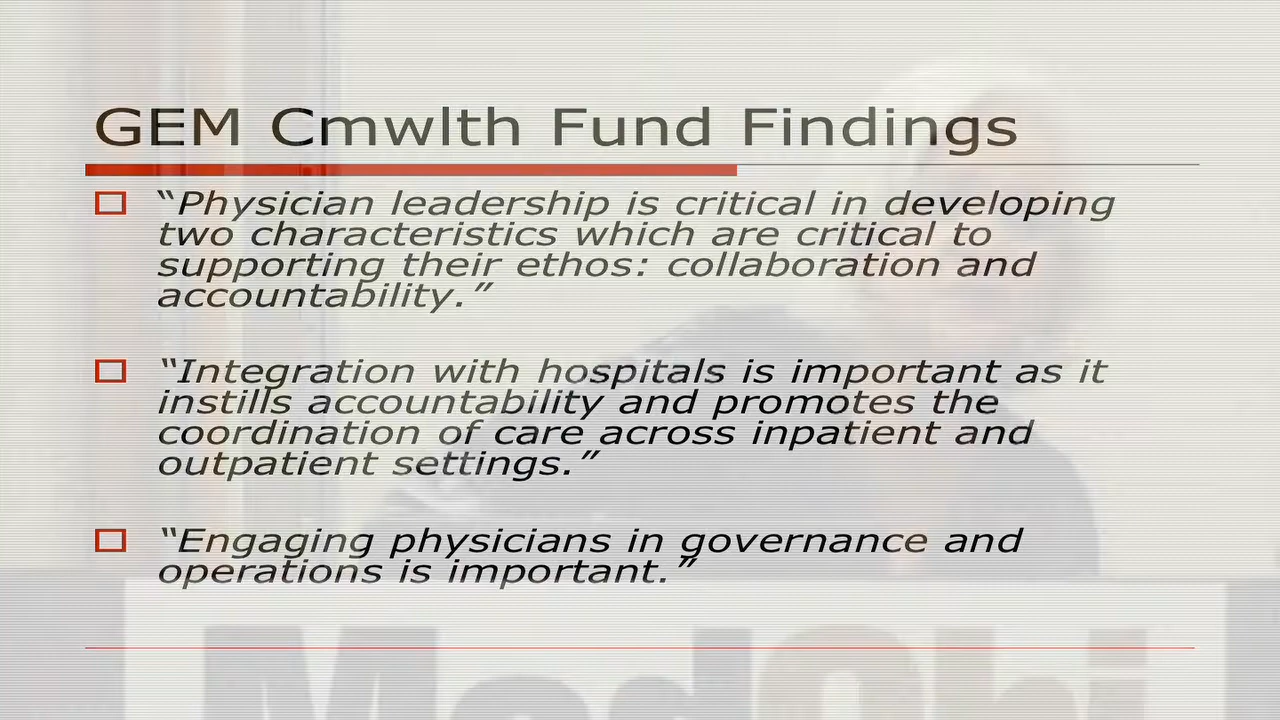 GEM Cmwlth Fund Findings
“Physician leadership is critical in developing
two characteristics which are critical to
supporting their ethos: collaboration and
accountability.”
“Integration with hospitals is important as it
instills accountability and promotes the
coordination of care across inpatient and
outpatient settings.”
“Engaging physicians in governance and
operations is important.”
MedChi